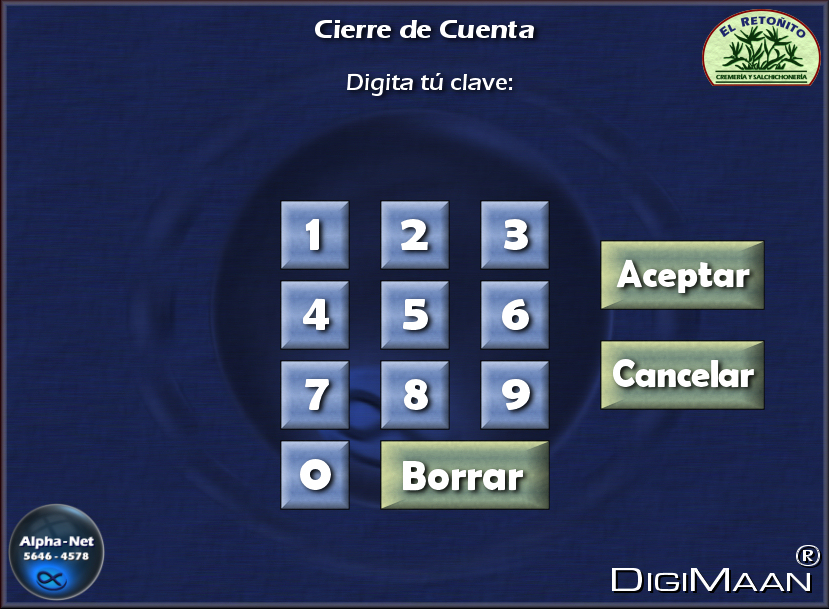 Cierre de Cuenta
EL RETOÑITO
CREMERÍA Y SALCHICHONERÍA
Digita tú clave:
1 2 3
Aceptar
4 5 6
Cancelar
7 8 9
0 Borrar
Alpha-Net
5646 - 4578
DIGIMAAN ®